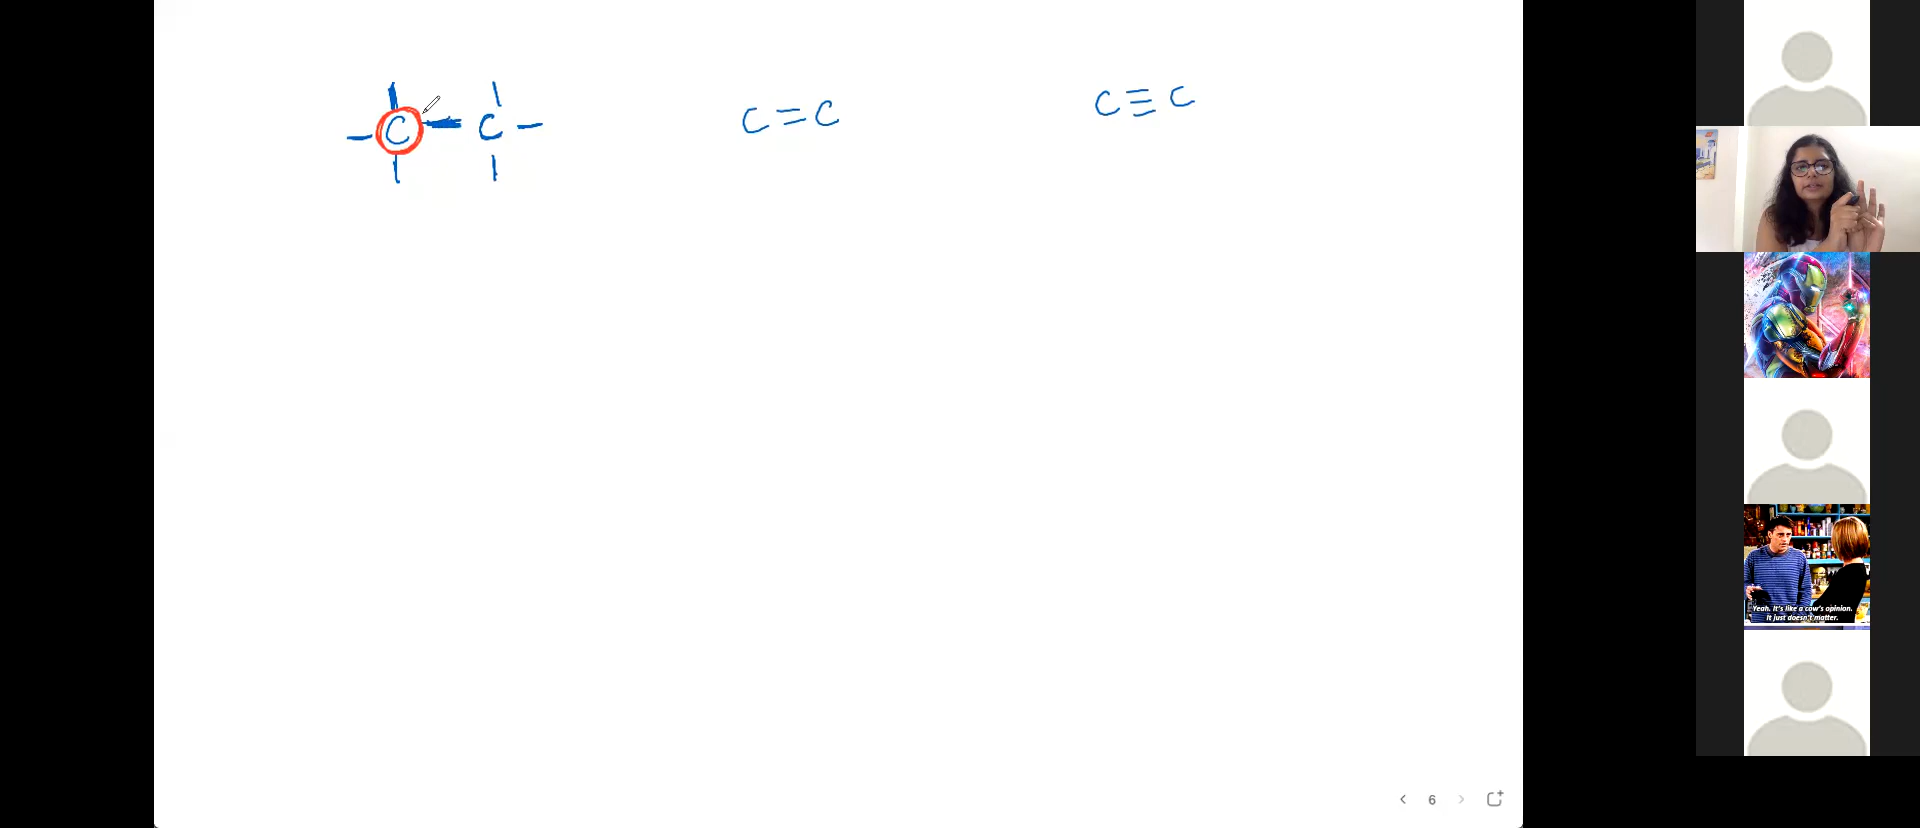 C - C
C = C
C ≡ C
Yeah. It's like a cow's opinion.
It just doesn't matter.
6